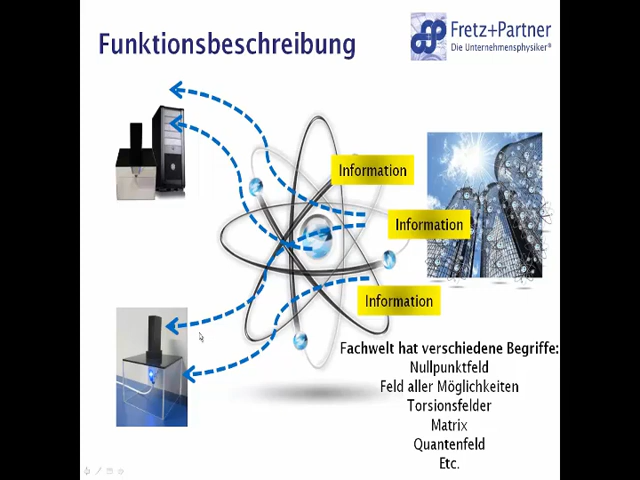 Funktionsbeschreibung
Fretz+Partner
Die Unternehmensphysiker®
Information
Information
Information
Fachwelt hat verschiedene Begriffe:
Nullpunktfeld
Feld aller Möglichkeiten
Torsionsfelder
Matrix
Quantenfeld
Etc.